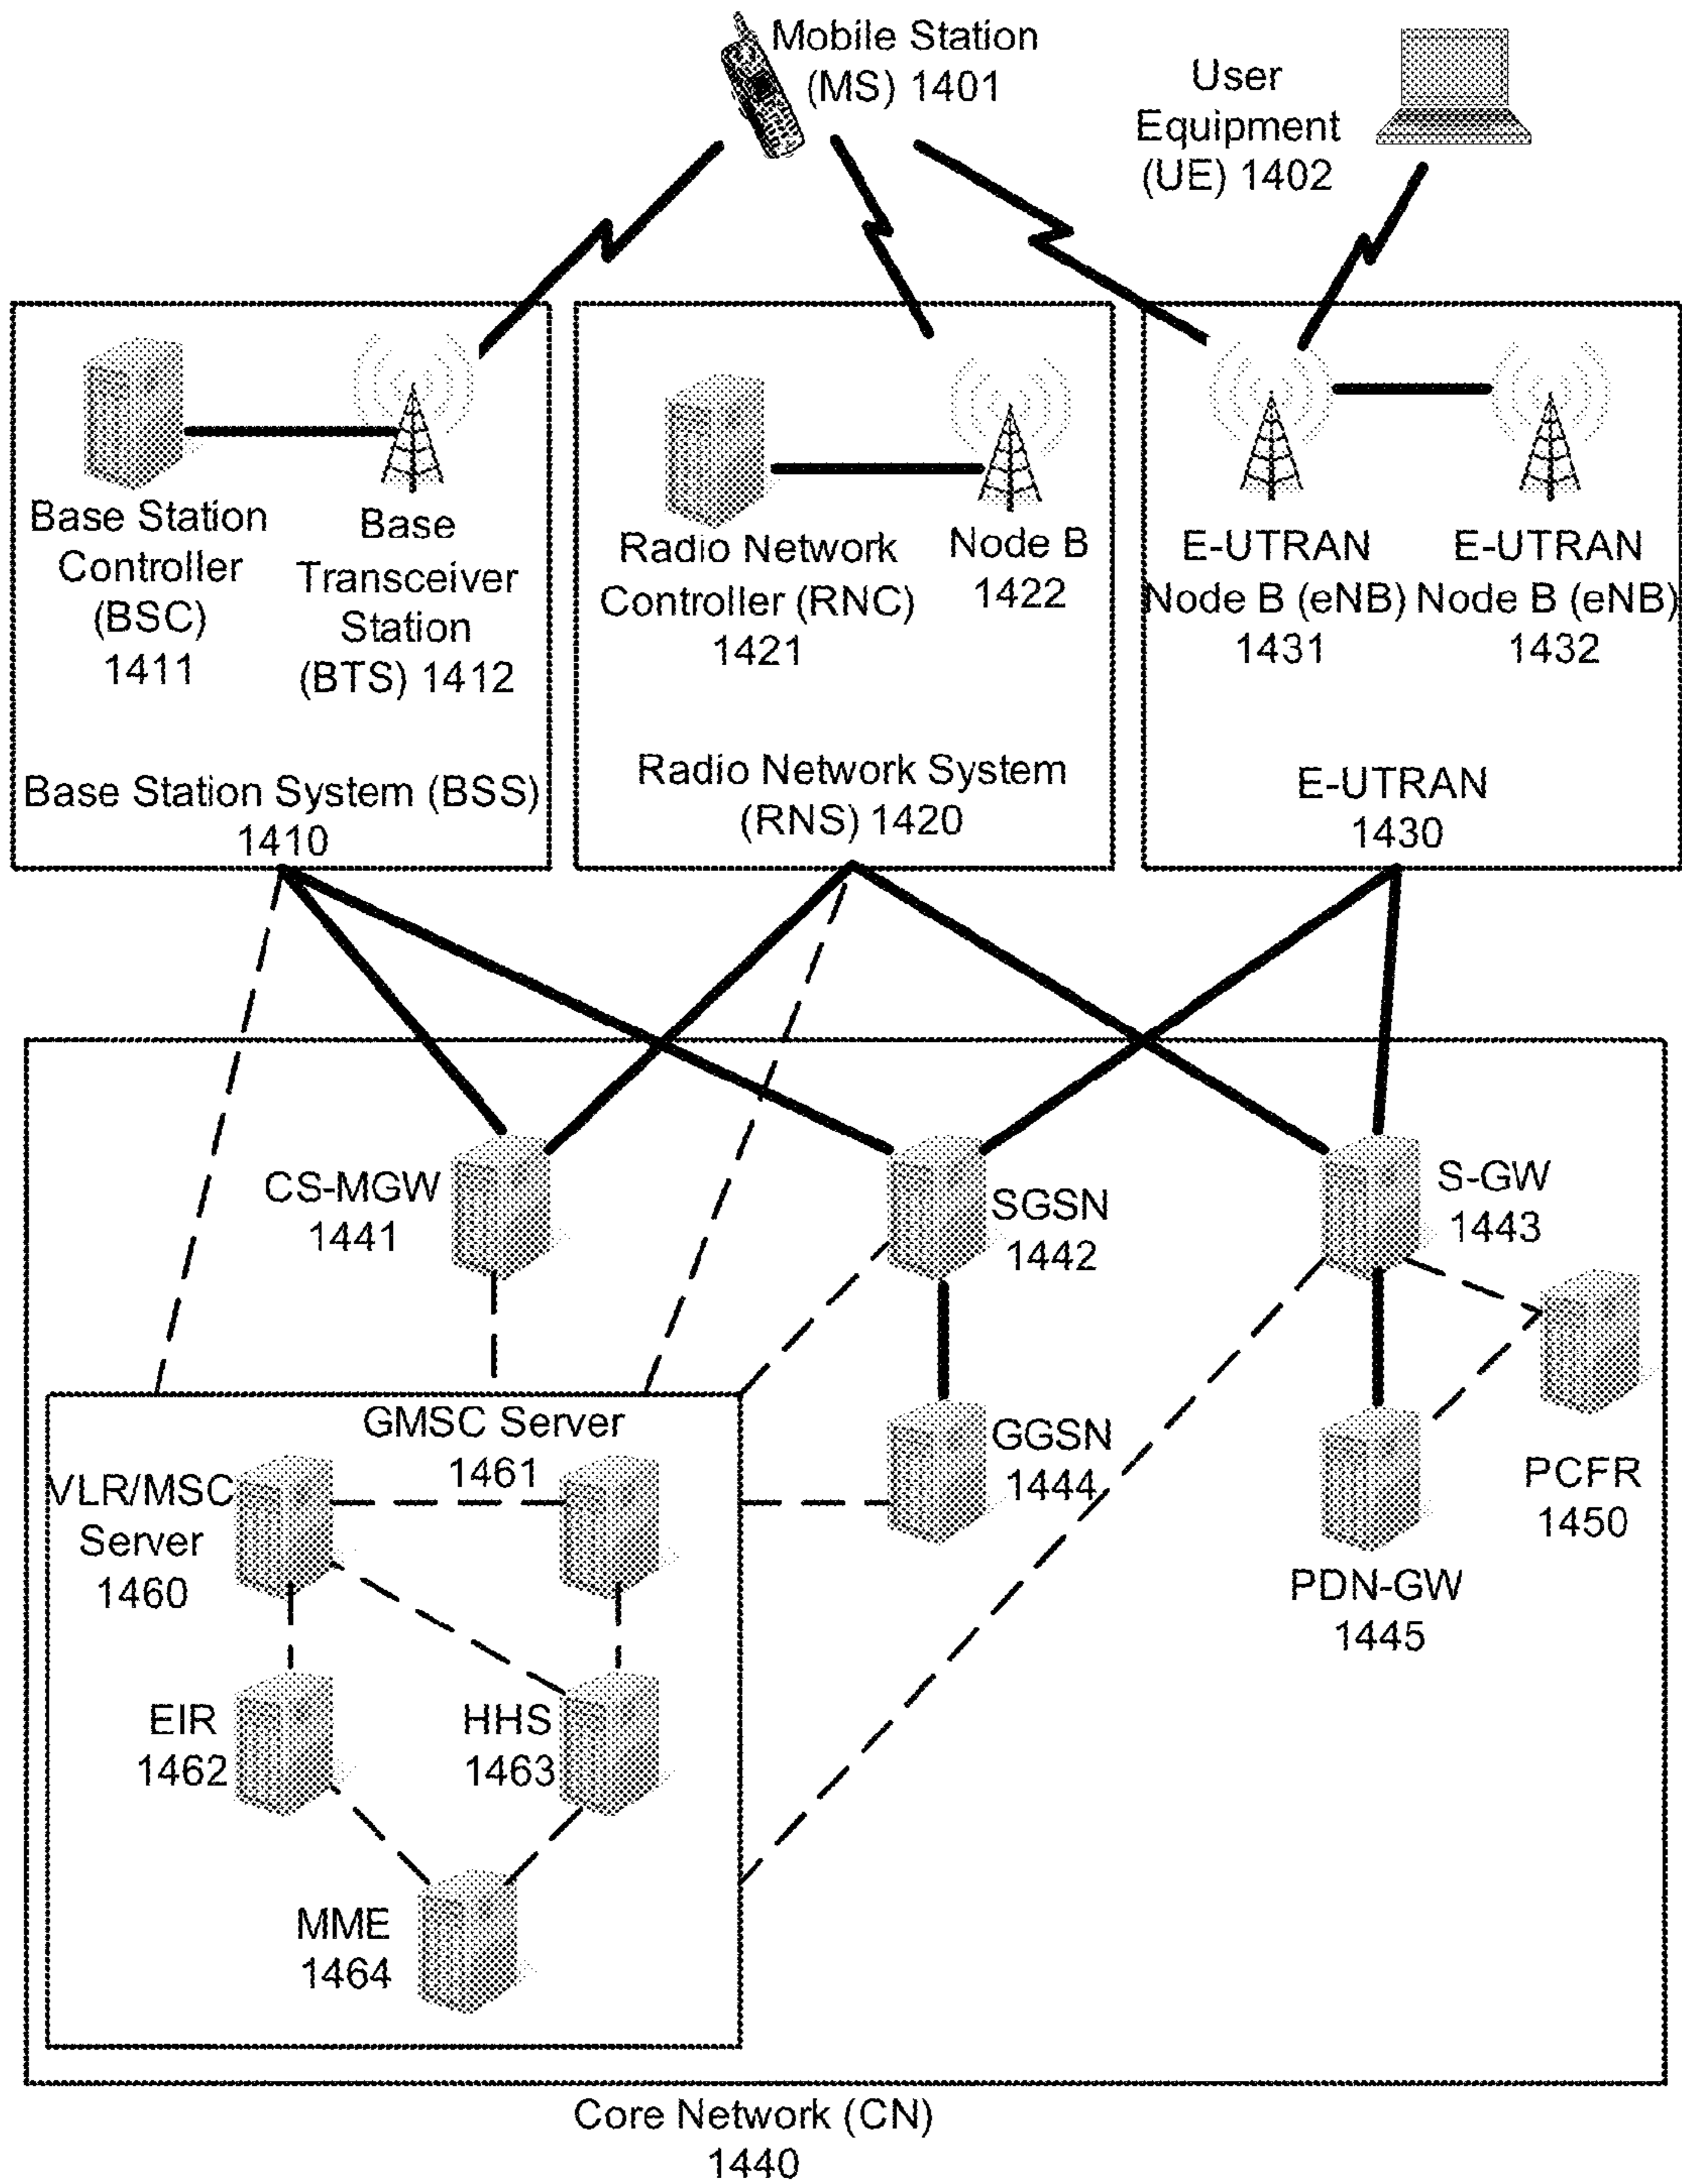 Mobile Station
(MS) 1401
User
Equipment
(UE) 1402
Base Station
Controller
(BSC)
1411
Base
Transceiver
Station
(BTS) 1412
Base Station System (BSS)
1410
Radio Network
Controller (RNC)
1421
Node B
1422
Radio Network System
(RNS) 1420
E-UTRAN
Node B (eNB)
1431
E-UTRAN
Node B (eNB)
1432
E-UTRAN
1430
CS-MGW
1441
SGSN
1442
S-GW
1443
GGSN
1444
PCFR
1450
PDN-GW
1445
GMSC Server
1461
VLR/MSC
Server
1460
EIR
1462
HHS
1463
MME
1464
Core Network (CN)
1440